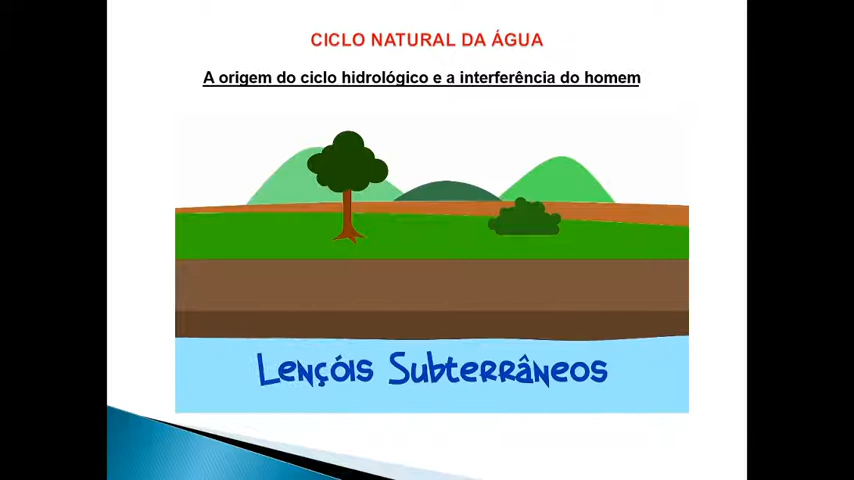 CICLO NATURAL DA ÁGUA
A origem do ciclo hidrológico e a interferência do homem
Lençóis Subterrâneos